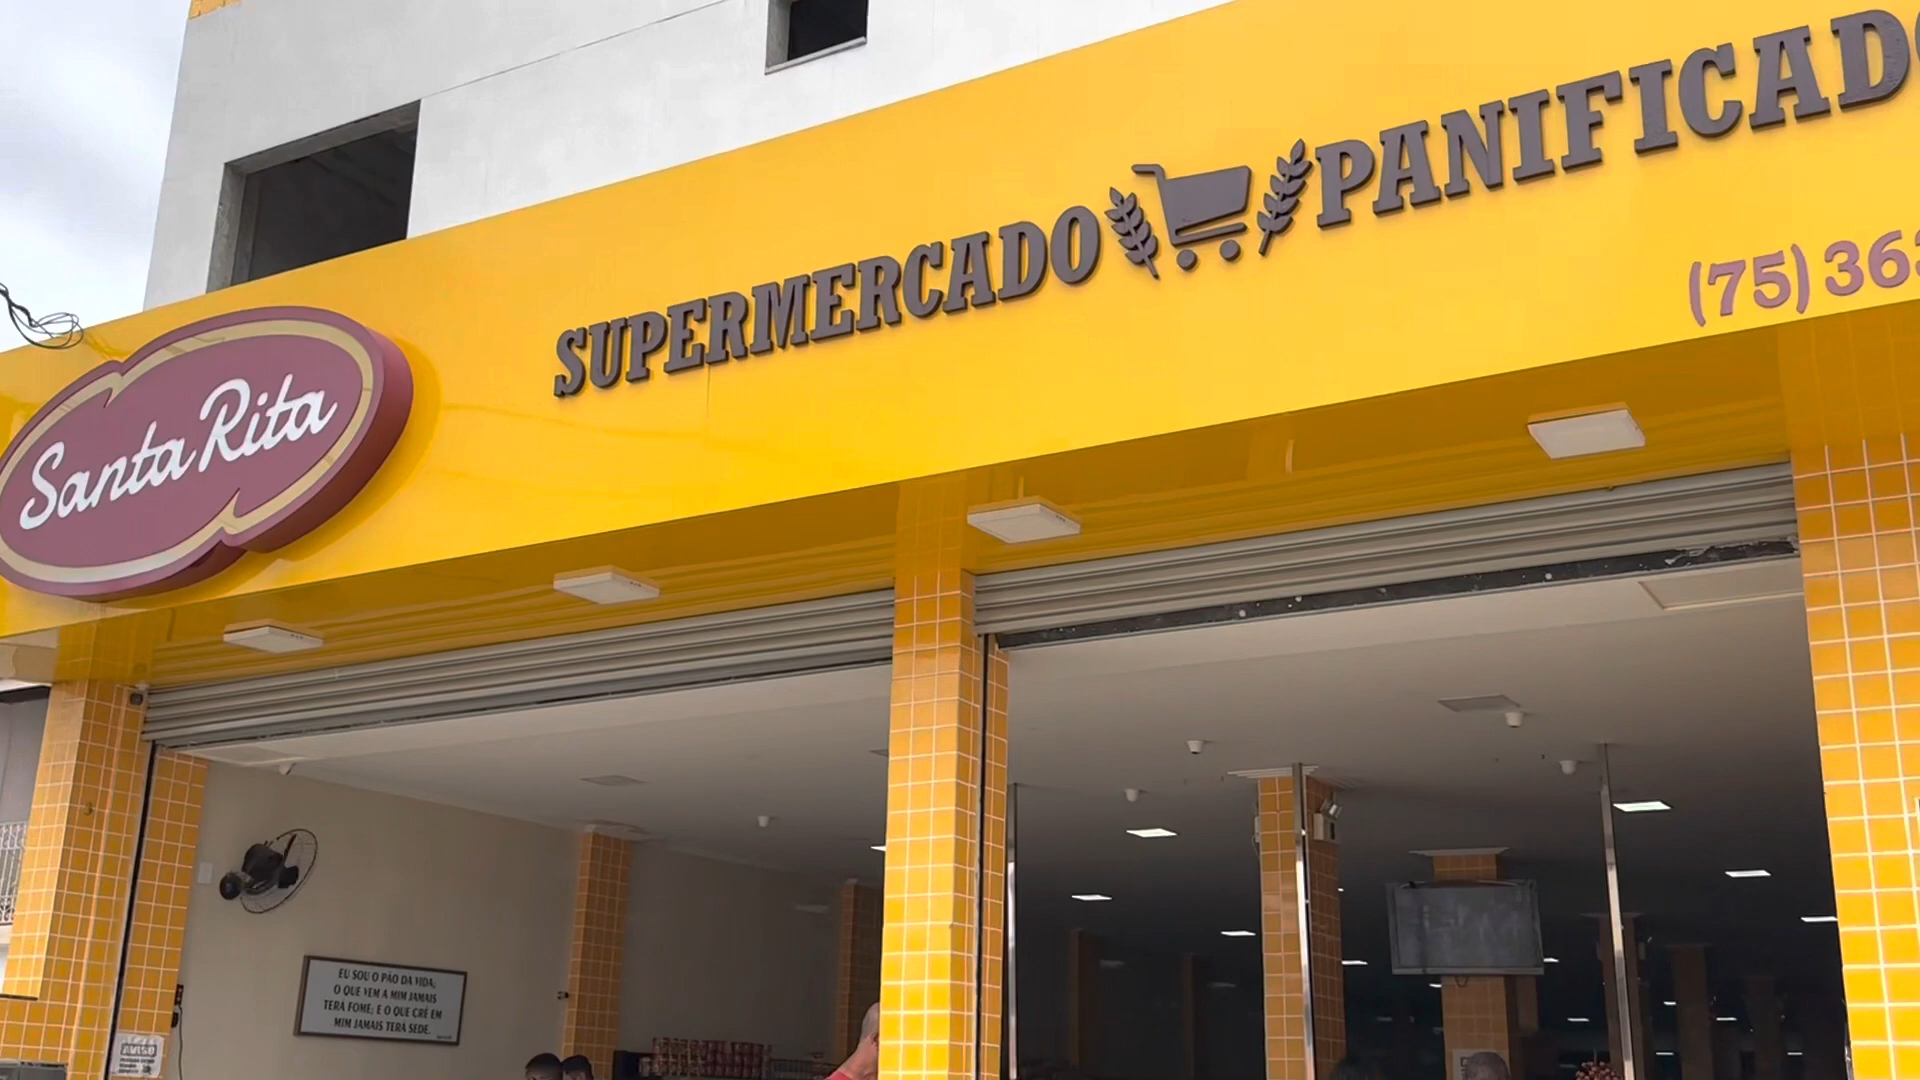 Santa Rita
SUPERMERCADO PANIFICADO
(75) 363
EU SOU O PÃO DA VIDA;
O QUE VEM A MIM JAMAIS
TERÁ FOME; E O QUE CRÊ EM
MIM JAMAIS TERÁ SEDE.
AVISO